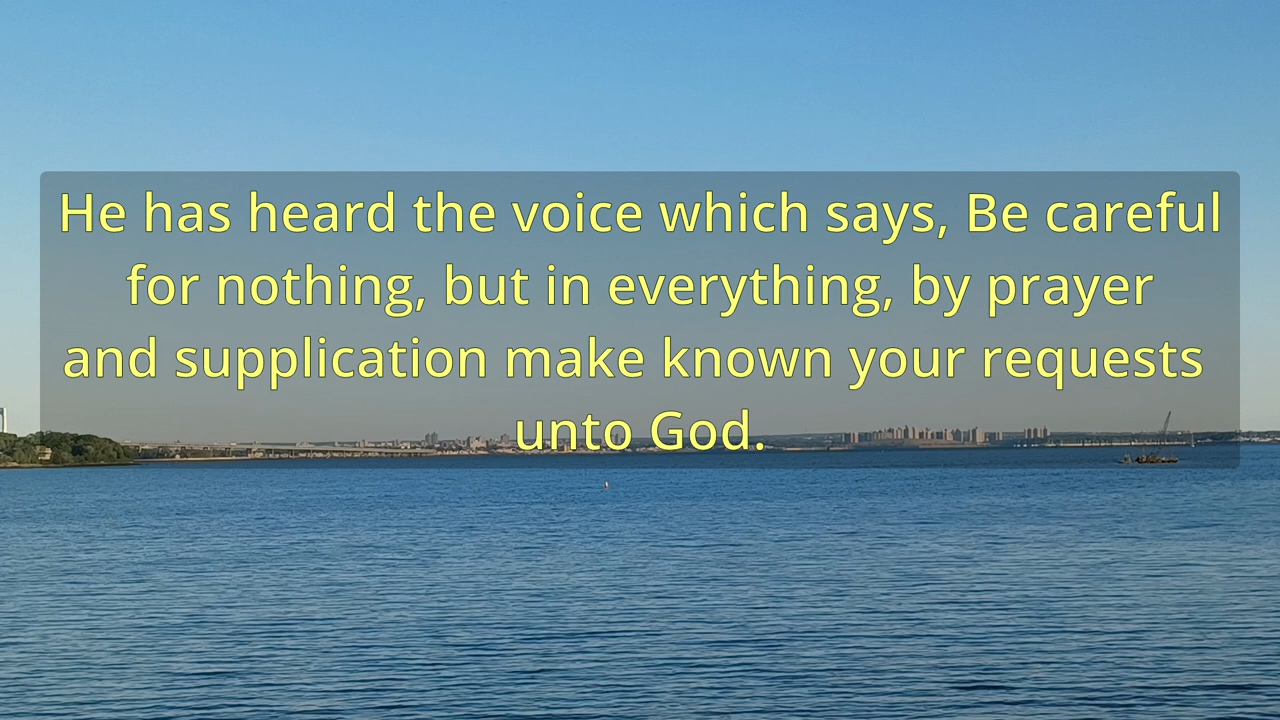 He has heard the voice which says, Be careful
for nothing, but in everything, by prayer
and supplication make known your requests
unto God.